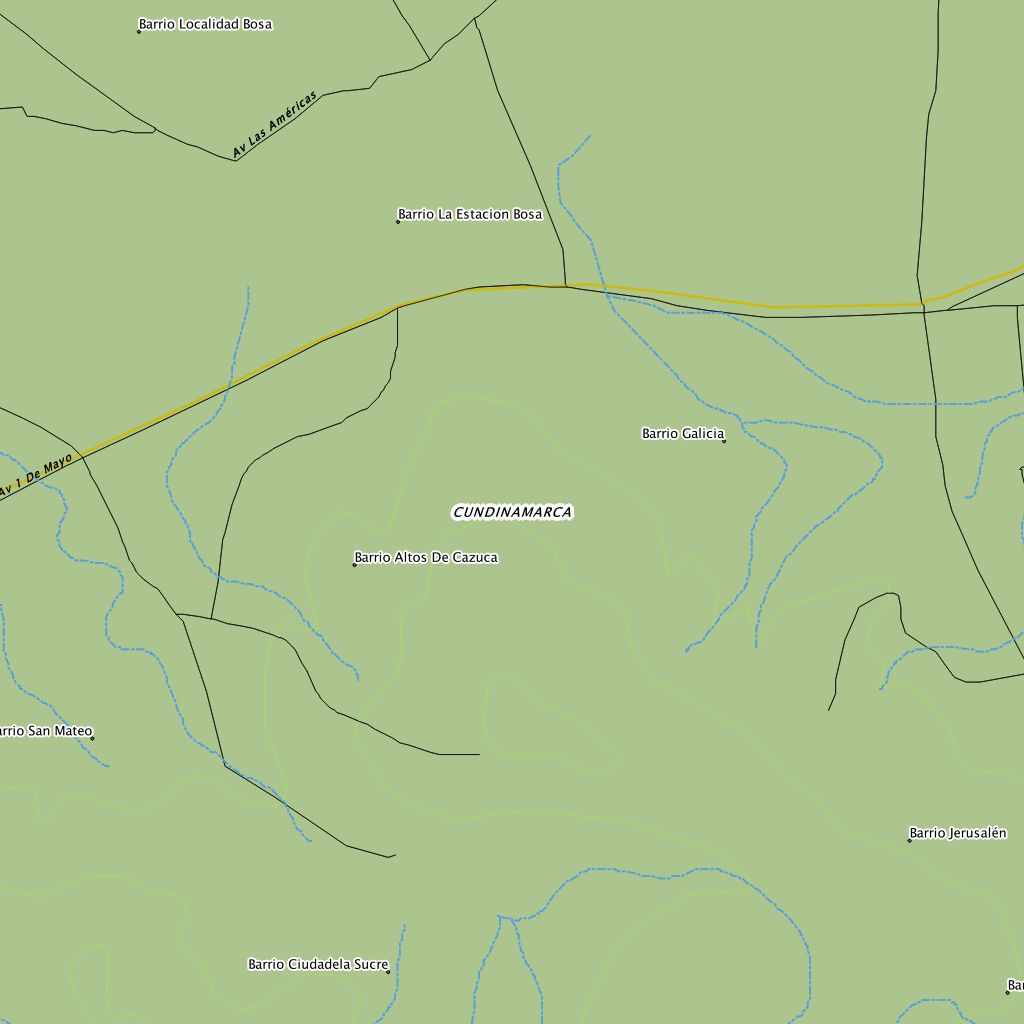 Barrio Localidad Bosa
Av Las Américas
Barrio La Estacion Bosa
Barrio Galicia
Av 1 De Mayo
CUNDINAMARCA
Barrio Altos De Cazuca
San Mateo
Barrio Jerusalén
Barrio Ciudadela Sucre